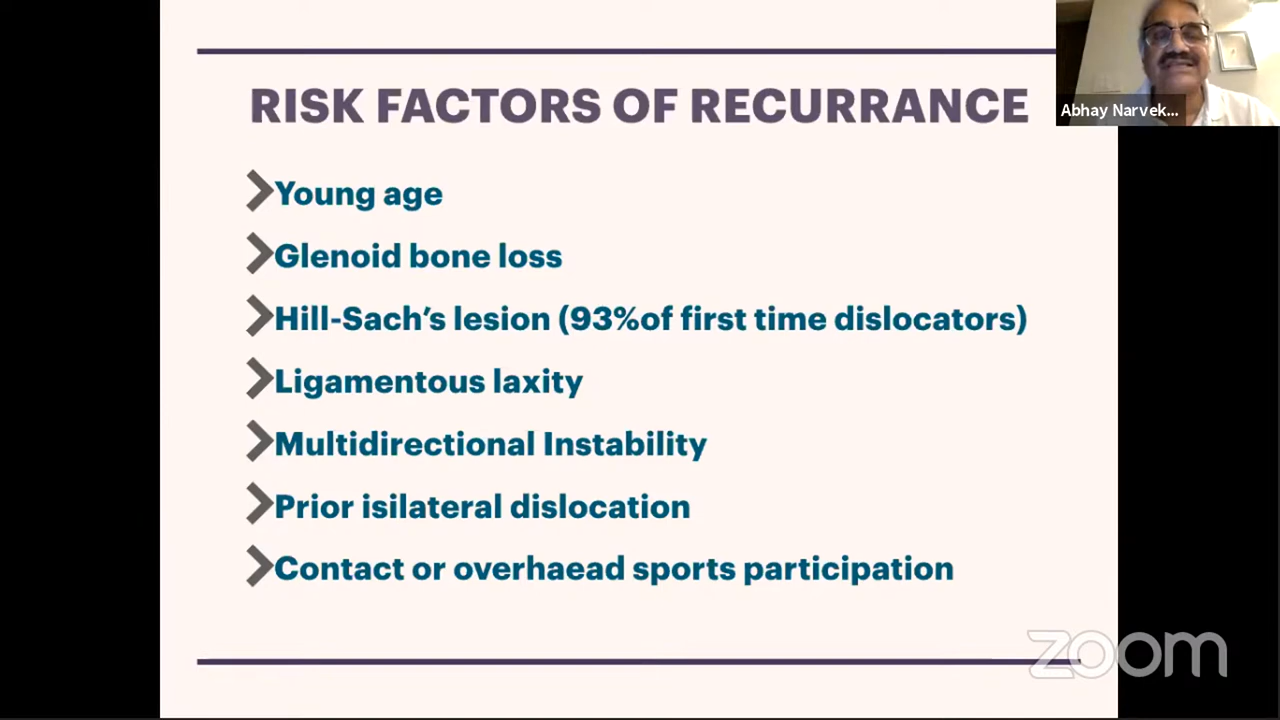 RISK FACTORS OF RECURRANCE
Abhay Narvek...
Young age
Glenoid bone loss
Hill-Sach's lesion (93%of first time dislocators)
Ligamentous laxity
Multidirectional Instability
Prior isilateral dislocation
Contact or overhaead sports participation
zoom